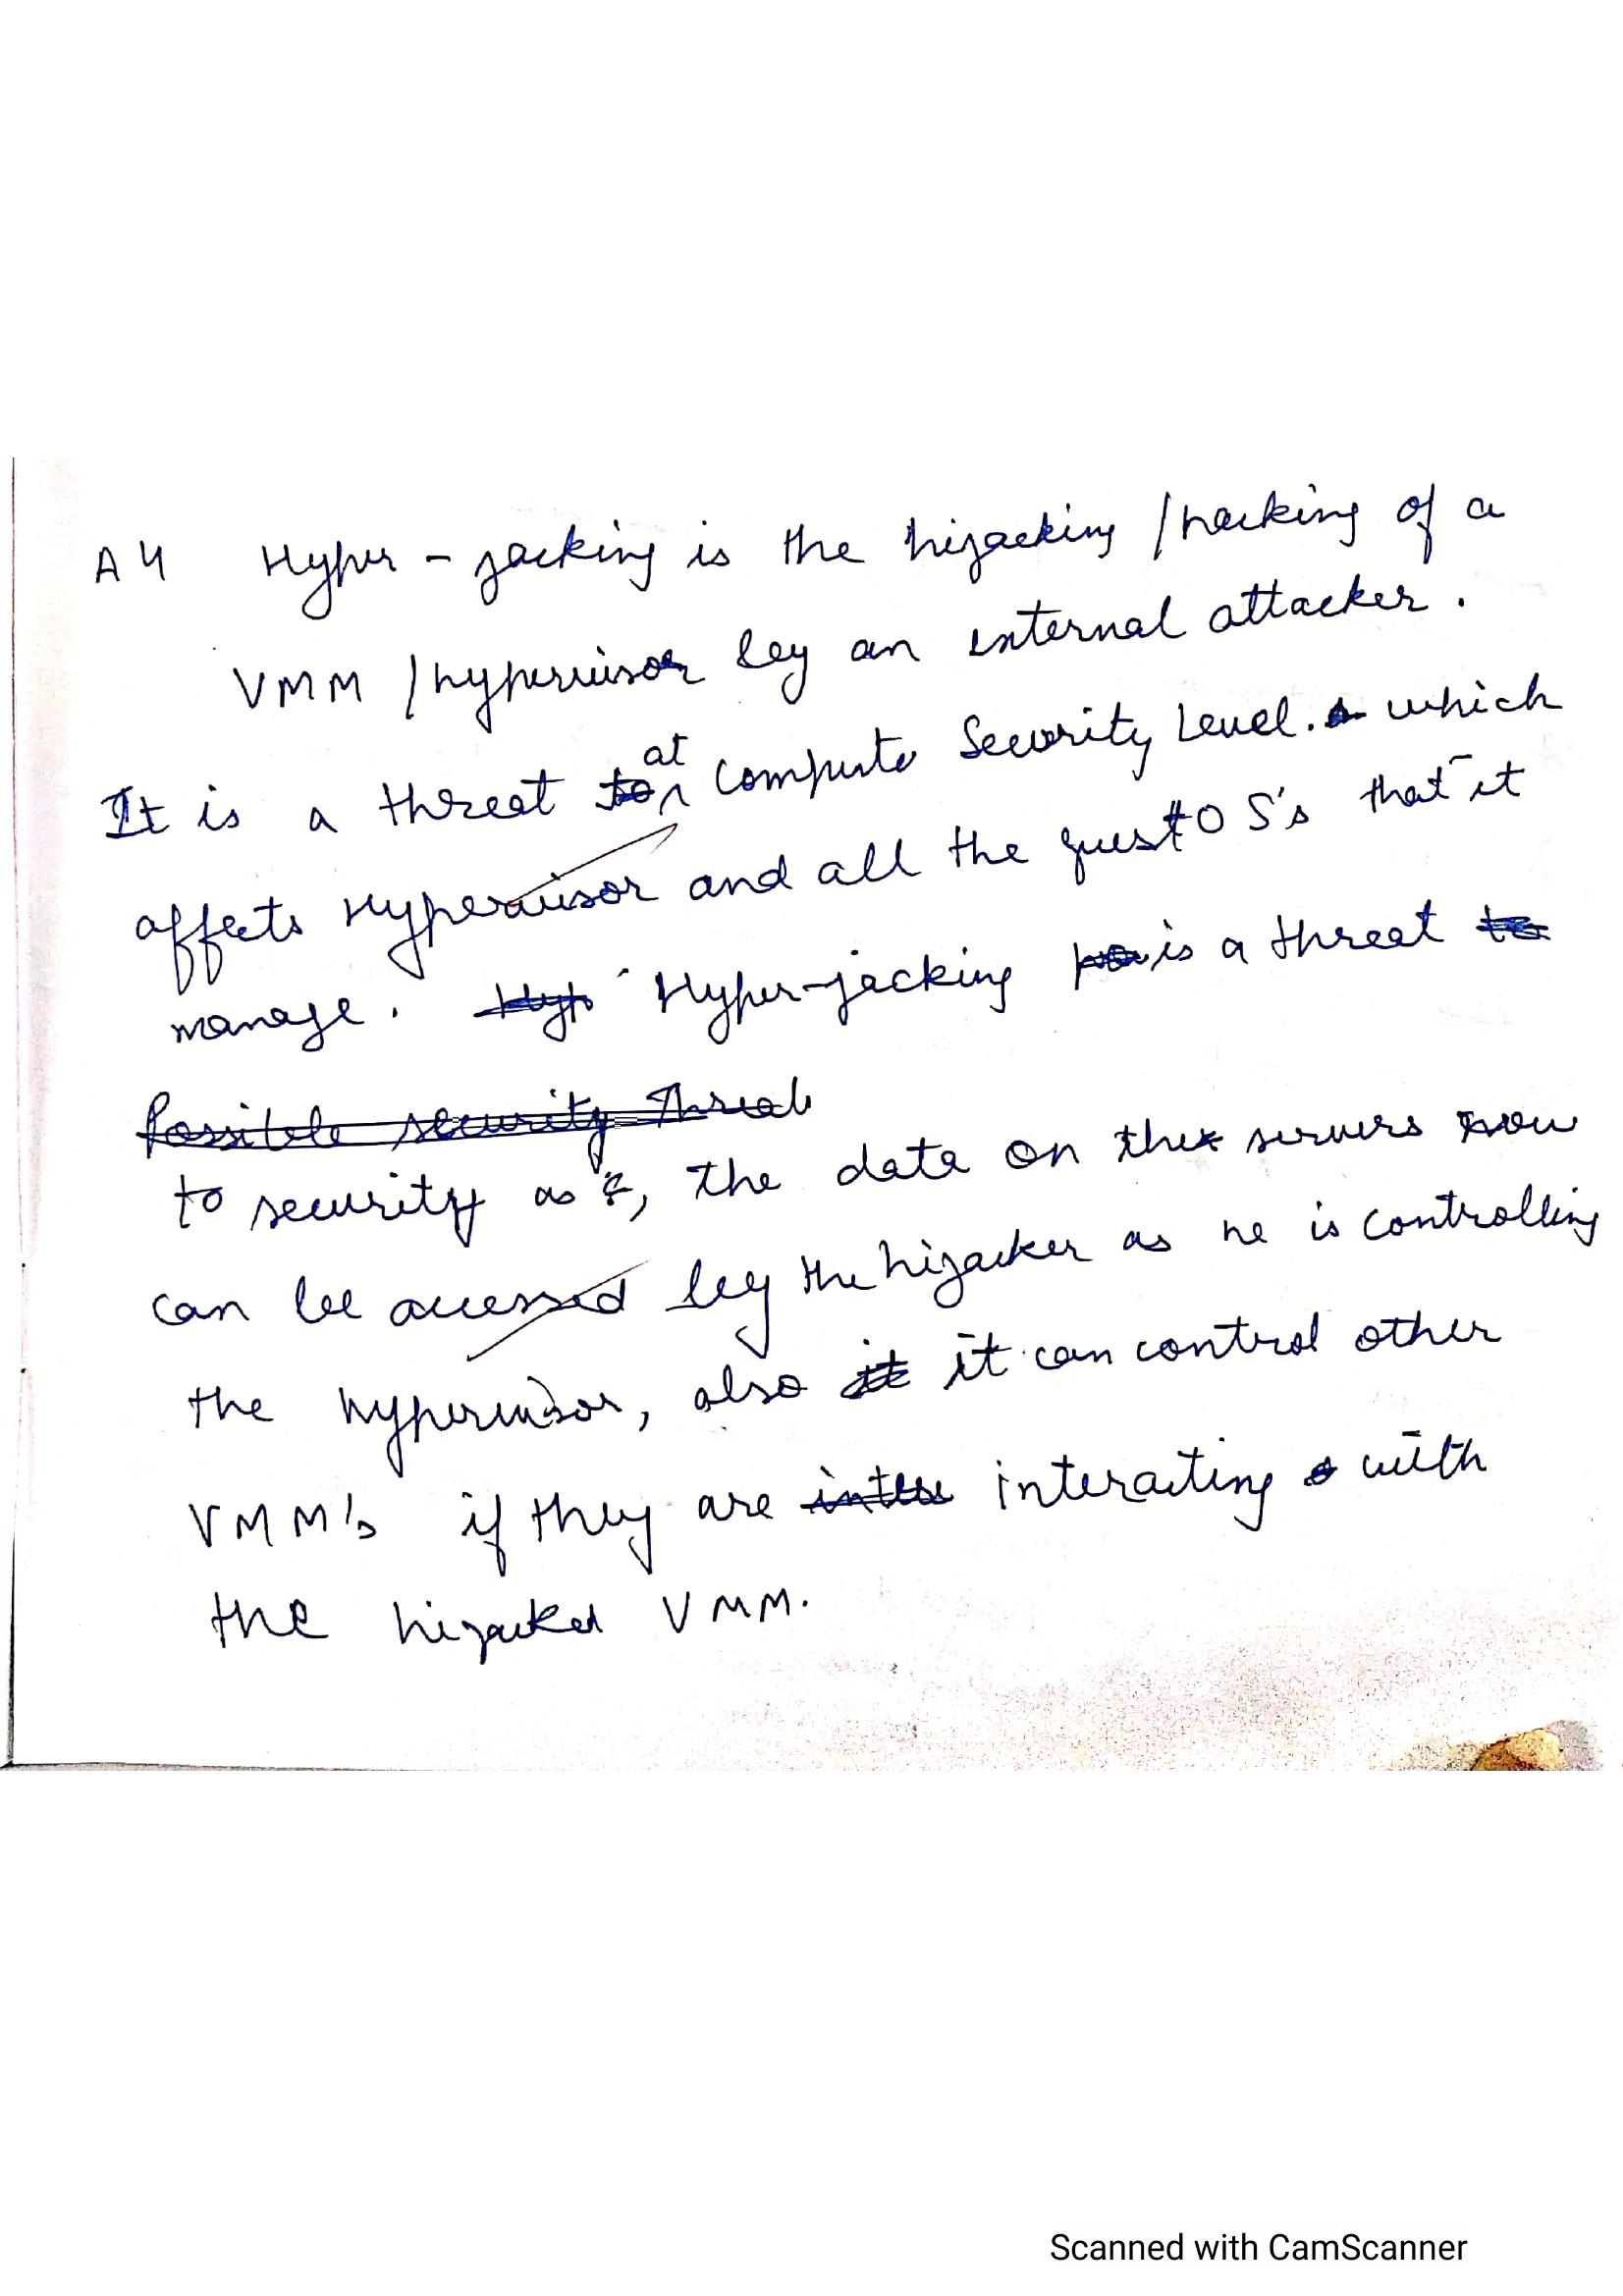 A4 Hyper - jacking is the hijacking / hacking of a
VMM / hypervisor by an internal attacker.
It is a threat at compute Security Level. which
affects Hypervisor and all the guest OS's that it
manage. Hyper-jacking is a threat
to security as, the data on the servers now
can be accessed by the hijacker as he is controlling
the hypervisor, also it can control other
VMM's if they are interacting with
the hijacked VMM.
Scanned with CamScanner